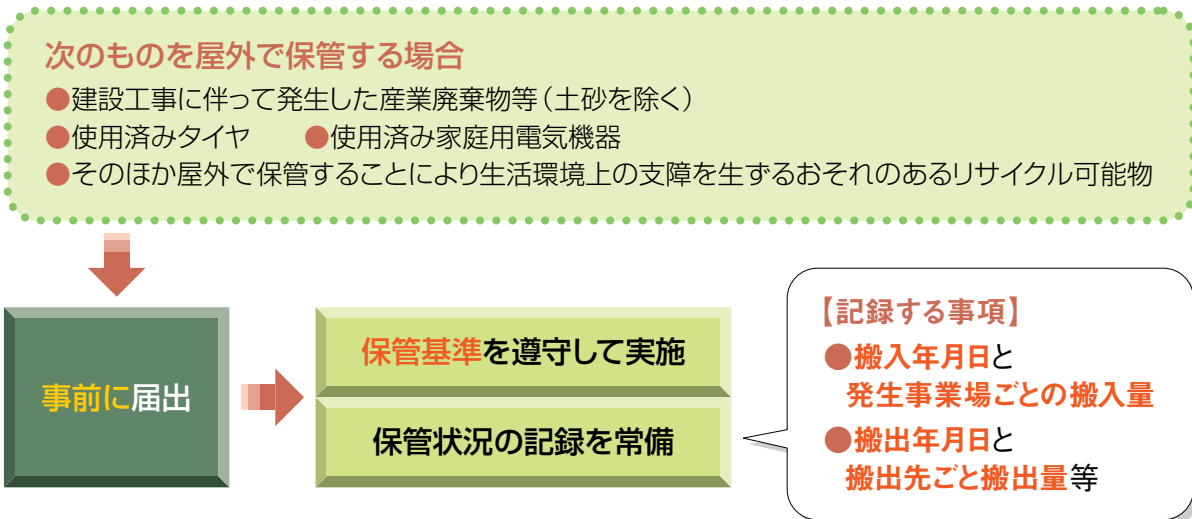 次のものを屋外で保管する場合
●建設工事に伴って発生した産業廃棄物等（土砂を除く）
●使用済みタイヤ　●使用済み家庭用電気機器
●そのほか屋外で保管することにより生活環境上の支障を生ずるおそれのあるリサイクル可能物
事前に届出
保管基準を遵守して実施
保管状況の記録を常備
【記録する事項】
●搬入年月日と
発生事業場ごとの搬入量
●搬出年月日と
搬出先ごと搬出量等